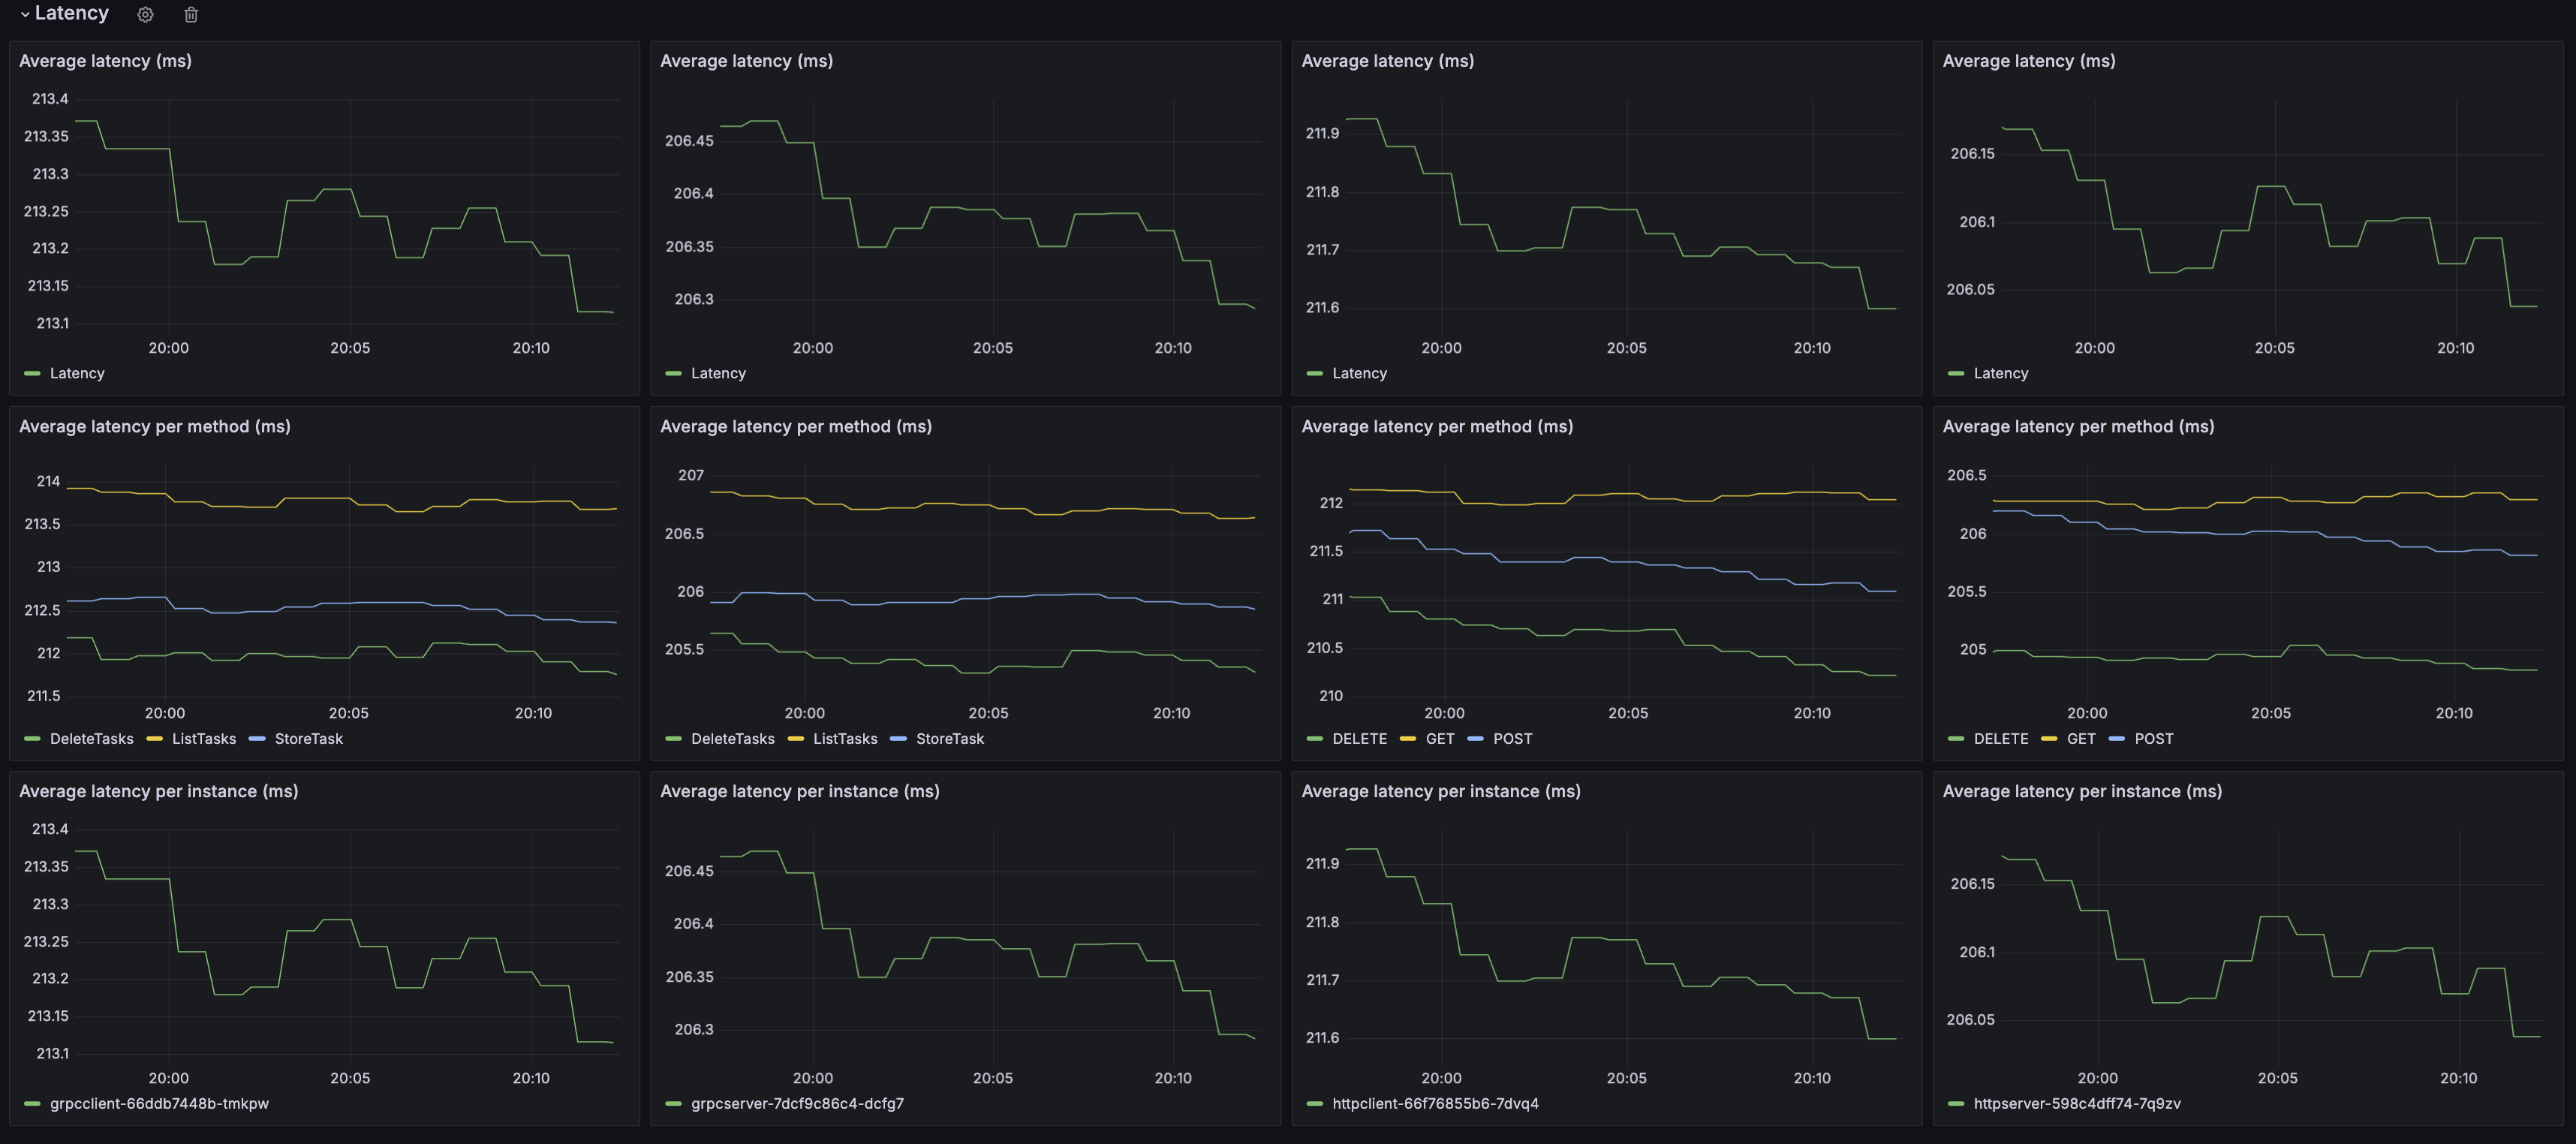 Latency
Average latency (ms)
213.4
213.35
213.3
213.25
213.2
213.15
213.1
20:00 20:05 20:10
Latency
Average latency (ms)
206.45
206.4
206.35
206.3
20:00 20:05 20:10
Latency
Average latency (ms)
211.9
211.8
211.7
211.6
20:00 20:05 20:10
Latency
Average latency (ms)
206.15
206.1
206.05
20:00 20:05 20:10
Latency
Average latency per method (ms)
214
213.5
213
212.5
212
211.5
20:00 20:05 20:10
DeleteTasks ListTasks StoreTask
Average latency per method (ms)
207
206.5
206
205.5
20:00 20:05 20:10
DeleteTasks ListTasks StoreTask
Average latency per method (ms)
212
211.5
211
210.5
210
20:00 20:05 20:10
DELETE GET POST
Average latency per method (ms)
206.5
206
205.5
205
20:00 20:05 20:10
DELETE GET POST
Average latency per instance (ms)
213.4
213.35
213.3
213.25
213.2
213.15
213.1
20:00 20:05 20:10
grpcclient-66ddb7448b-tmkpw
Average latency per instance (ms)
206.45
206.4
206.35
206.3
20:00 20:05 20:10
grpcserver-7dcf9c86c4-dcfg7
Average latency per instance (ms)
211.9
211.8
211.7
211.6
20:00 20:05 20:10
httpclient-66f76855b6-7dvq4
Average latency per instance (ms)
206.15
206.1
206.05
20:00 20:05 20:10
httpserver-598c4dff74-7q9zv